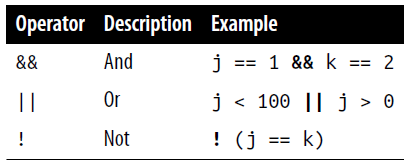 Operator Description Example
&& And j == 1 && k == 2
|| Or j < 100 || j > 0
! Not ! (j == k)